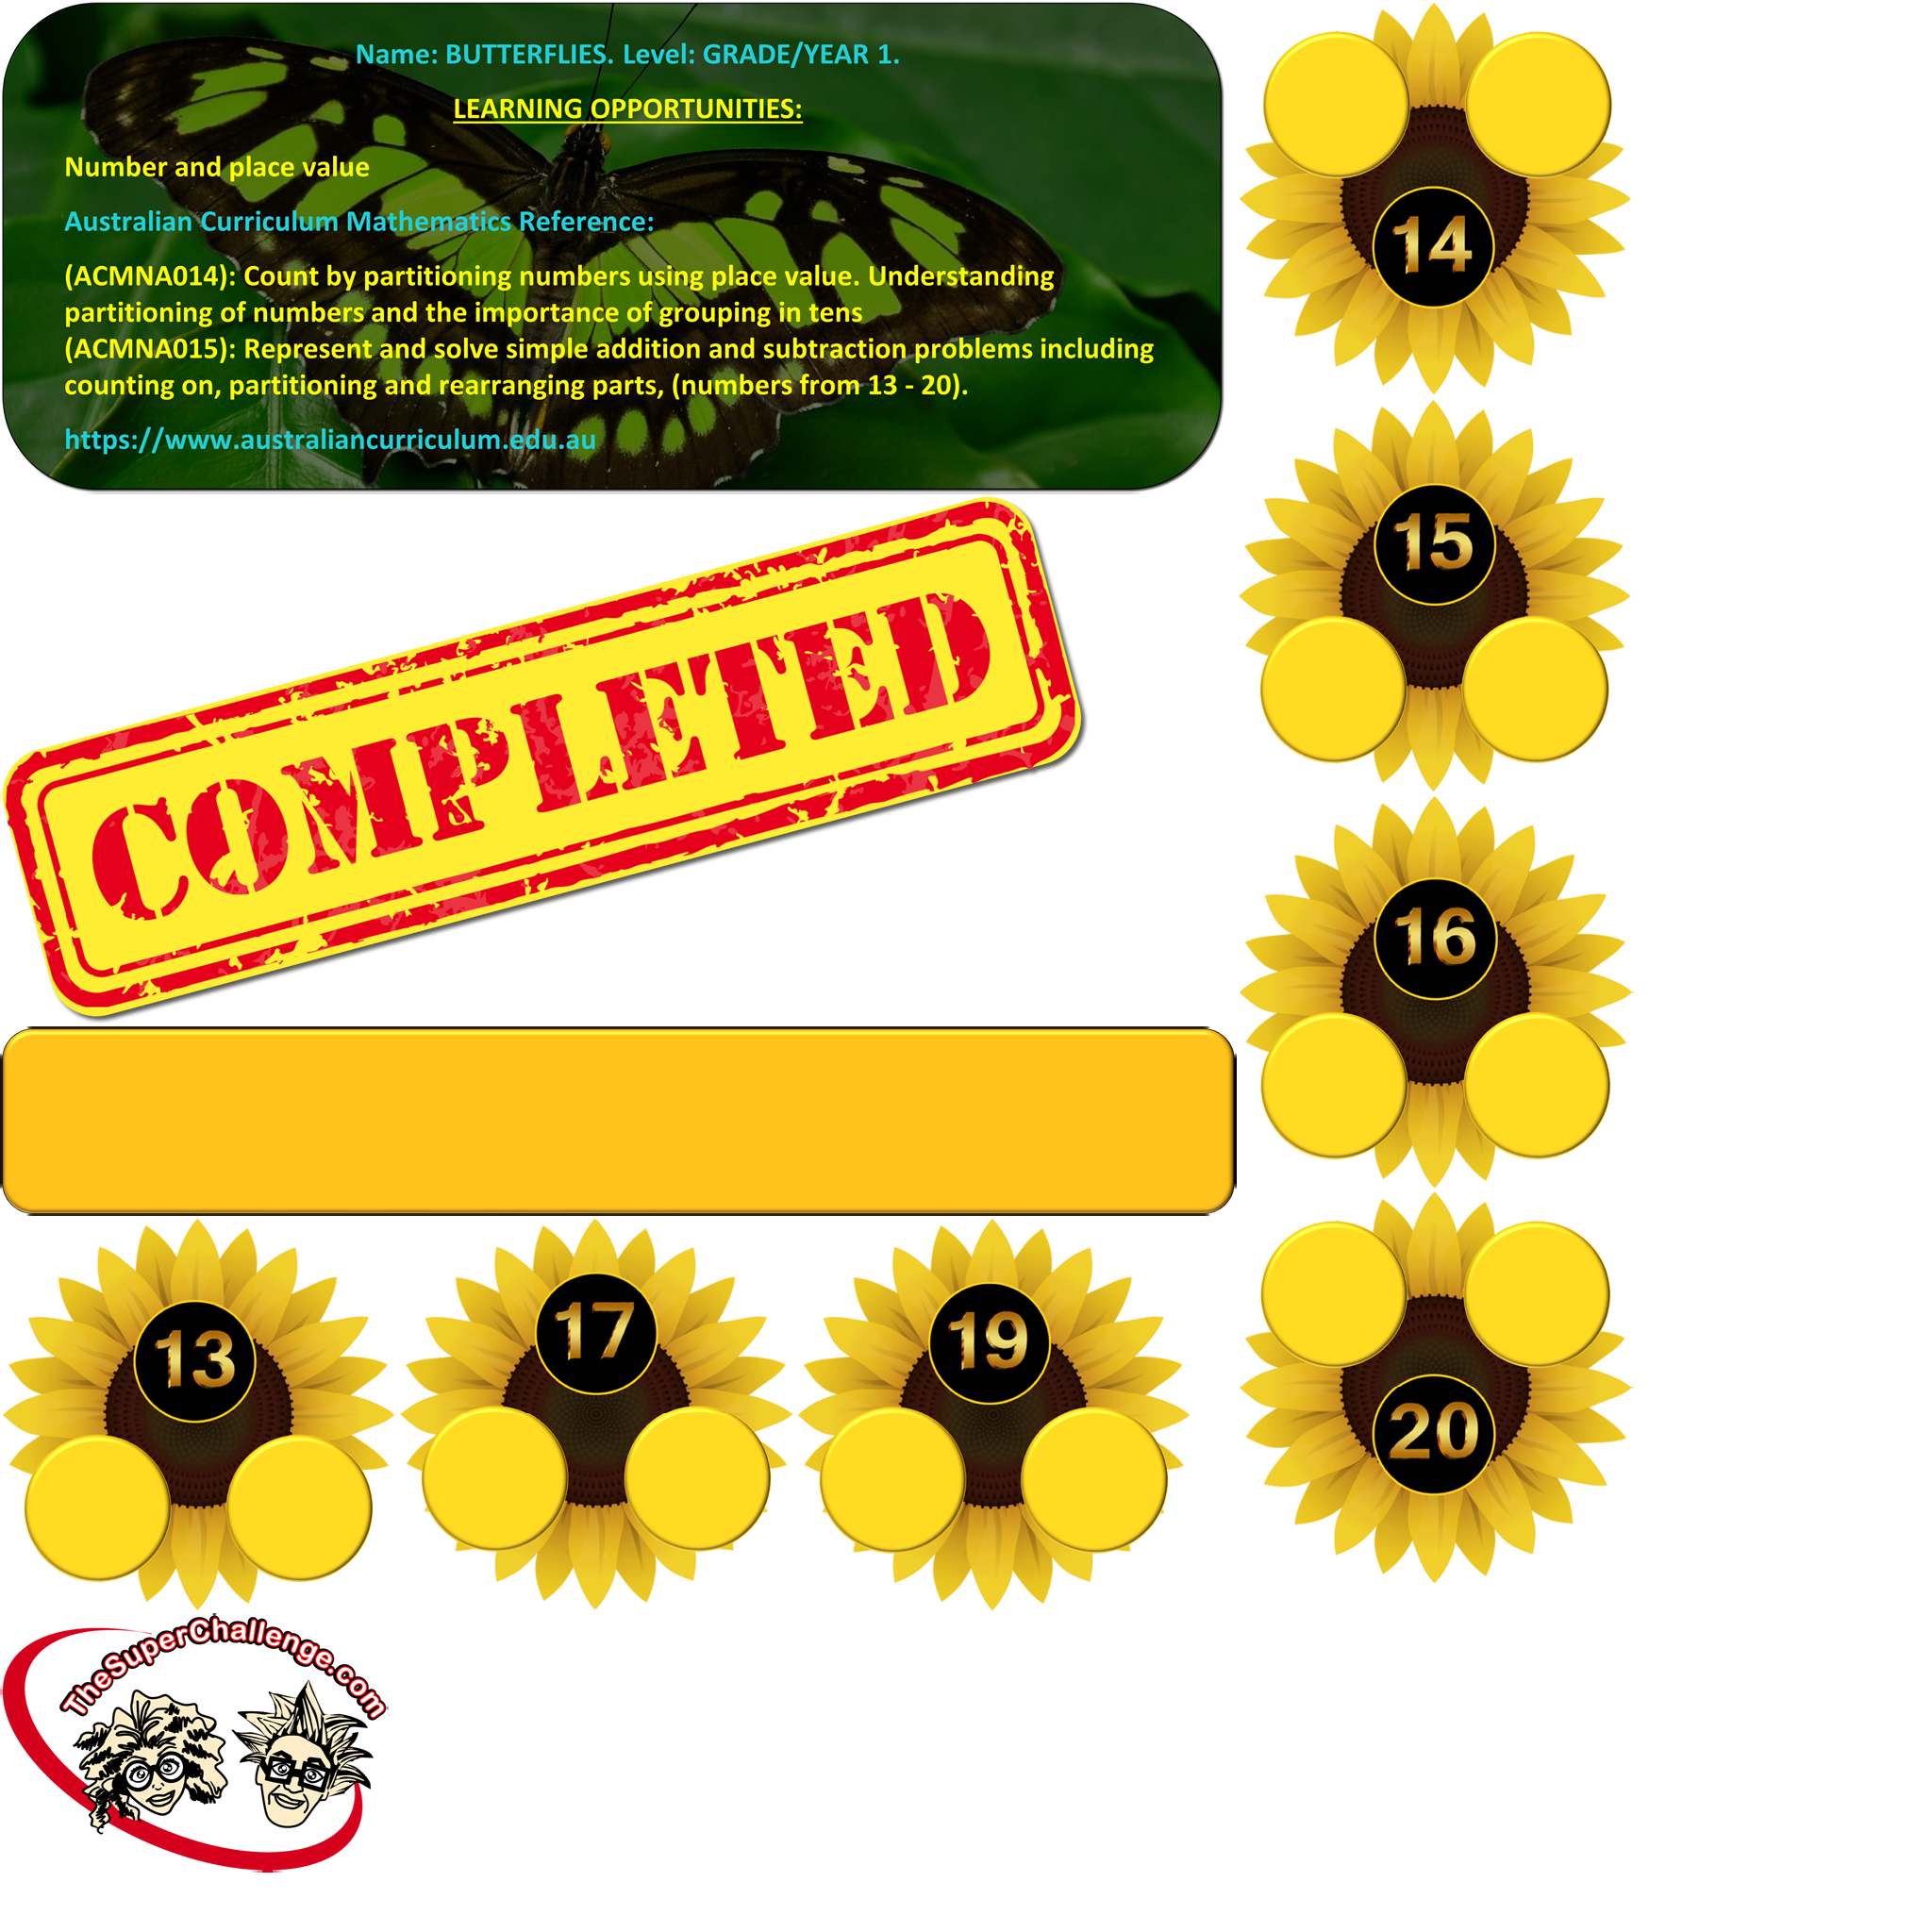 Name: BUTTERFLIES. Level: GRADE/YEAR 1.
LEARNING OPPORTUNITIES:
Number and place value
Australian Curriculum Mathematics Reference:
(ACMNA014): Count by partitioning numbers using place value. Understanding
partitioning of numbers and the importance of grouping in tens
(ACMNA015): Represent and solve simple addition and subtraction problems including
counting on, partitioning and rearranging parts, (numbers from 13 - 20).
https://www.australiancurriculum.edu.au
COMPLETED
14
15
16
20
13
17
19
TheSuperChallenge.com